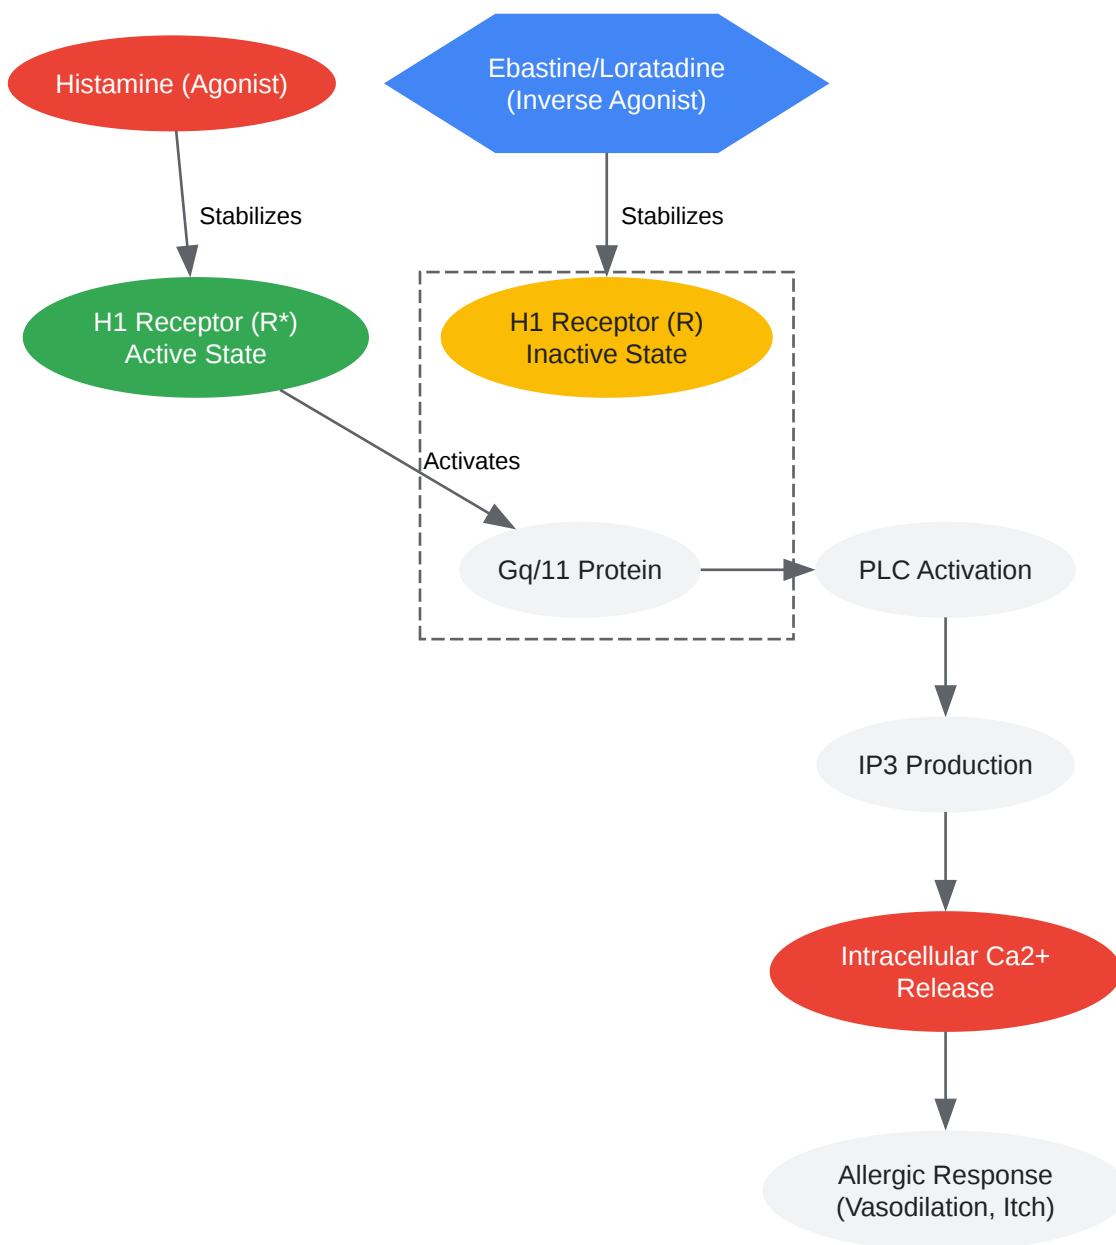 Histamine (Agonist)
Ebastine/Loratadine
(Inverse Agonist)
Stabilizes
Stabilizes
H1 Receptor (R*)
Active State
H1 Receptor (R)
Inactive State
Activates
Gq/11 Protein
PLC Activation
IP3 Production
Intracellular Ca2+
Release
Allergic Response
(Vasodilation, Itch)